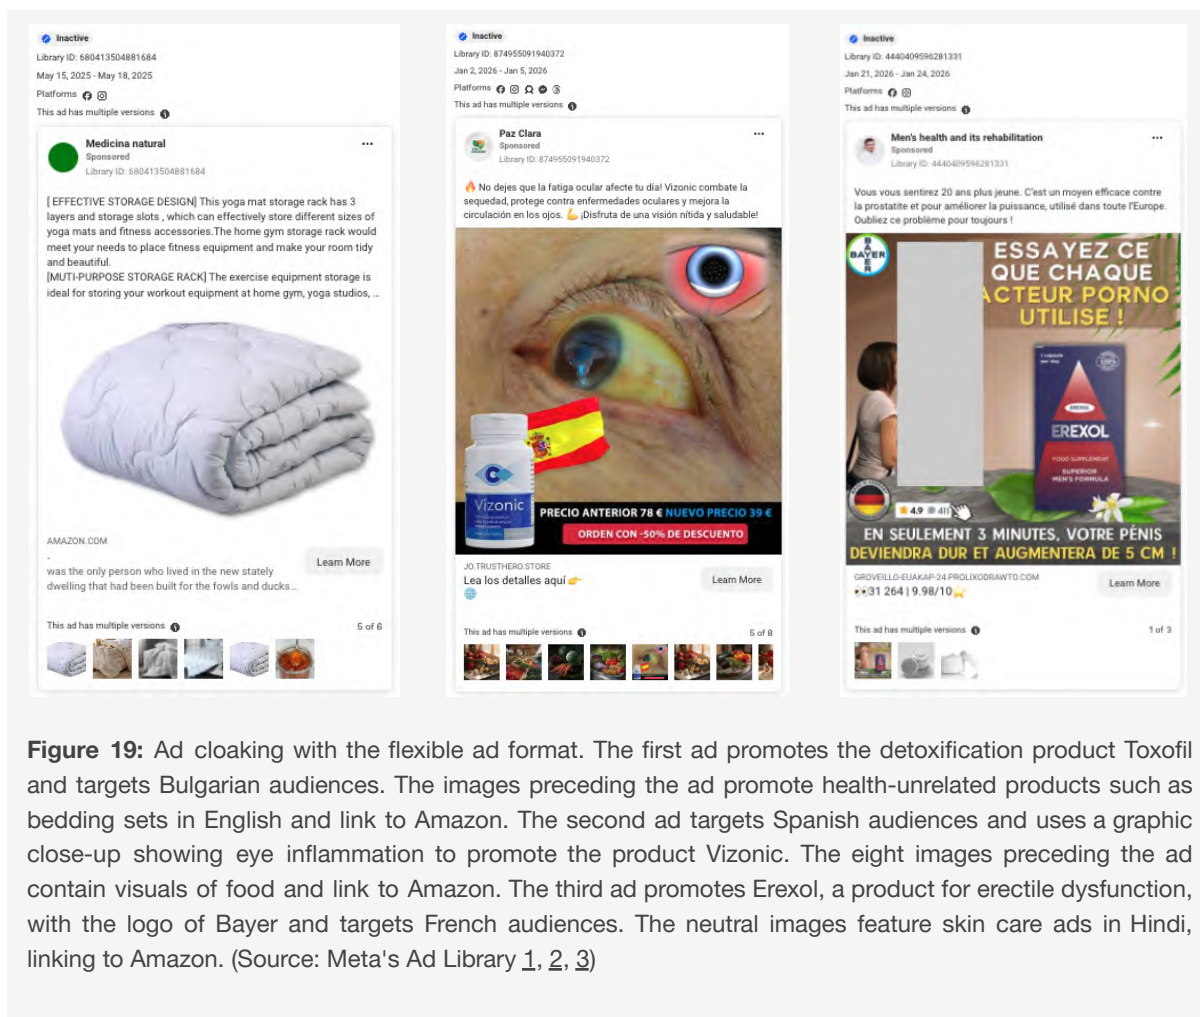 Inactive
Library ID: 680413504881684
May 15, 2025 - May 18, 2025
Platforms
This ad has multiple versions
Medicina natural
Sponsored
Library ID: 680413504881684
[ EFFECTIVE STORAGE DESIGN] This yoga mat storage rack has 3
layers and storage slots , which can effectively store different sizes of
yoga mats and fitness accessories.The home gym storage rack would
meet your needs to place fitness equipment and make your room tidy
and beautiful.
[MUTI-PURPOSE STORAGE RACK] The exercise equipment storage is
ideal for storing your workout equipment at home gym, yoga studios, ...
AMAZON.COM
-
was the only person who lived in the new stately
dwelling that had been built for the fowls and ducks...
Learn More
This ad has multiple versions
5 of 6
Inactive
Library ID: 874955091940372
Jan 2, 2026 - Jan 5, 2026
Platforms
This ad has multiple versions
Paz Clara
Sponsored
Library ID: 874955091940372
🔥 No dejes que la fatiga ocular afecte tu día! Vizonic combate la
sequedad, protege contra enfermedades oculares y mejora la
circulación en los ojos. 💪 ¡Disfruta de una visión nítida y saludable!
Vizonic
PRECIO ANTERIOR 78 € NUEVO PRECIO 39 €
ORDEN CON -50% DE DESCUENTO
JO.TRUSTHERO.STORE
Lea los detalles aquí 👉
🌐
Learn More
This ad has multiple versions
5 of 8
Inactive
Library ID: 4440409596281331
Jan 21, 2026 - Jan 24, 2026
Platforms
This ad has multiple versions
Men's health and its rehabilitation
Sponsored
Library ID: 4440409596281331
Vous vous sentirez 20 ans plus jeune. C'est un moyen efficace contre
la prostatite et pour améliorer la puissance, utilisé dans toute l'Europe.
Oubliez ce problème pour toujours !
BAYER
BAYER
ESSAYEZ CE
QUE CHAQUE
ACTEUR PORNO
UTILISE !
1 capsule
per day
100%
EREXOL
EREXOL
FOOD SUPPLEMENT
SUPERIOR
MEN'S FORMULA
4.9
411
EN SEULEMENT 3 MINUTES, VOTRE PÉNIS
DEVIENDRA DUR ET AUGMENTERA DE 5 CM !
GROVEILLO-EUAKAP-24.PROLIXODRAWTO.COM
👀31 264 | 9.98/10⭐
Learn More
This ad has multiple versions
1 of 3
Figure 19: Ad cloaking with the flexible ad format. The first ad promotes the detoxification product Toxofil
and targets Bulgarian audiences. The images preceding the ad promote health-unrelated products such as
bedding sets in English and link to Amazon. The second ad targets Spanish audiences and uses a graphic
close-up showing eye inflammation to promote the product Vizonic. The eight images preceding the ad
contain visuals of food and link to Amazon. The third ad promotes Erexol, a product for erectile dysfunction,
with the logo of Bayer and targets French audiences. The neutral images feature skin care ads in Hindi,
linking to Amazon. (Source: Meta's Ad Library 1, 2, 3)